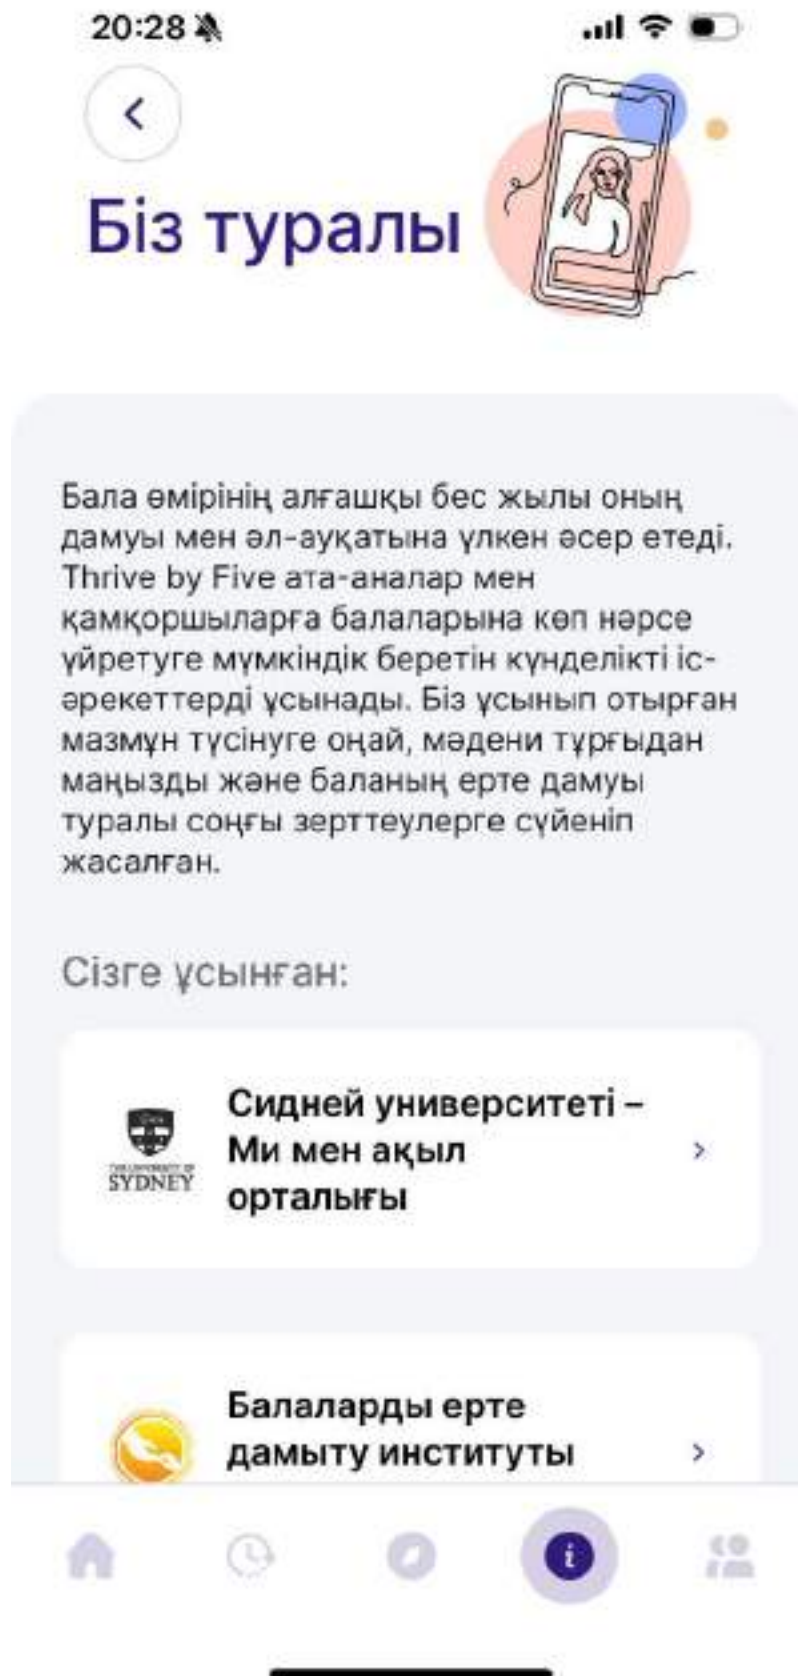 20:28
Біз туралы
Бала өмірінің алғашқы бес жылы оның
дамуы мен әл-ауқатына үлкен әсер етеді.
Thrive by Five ата-аналар мен
қамқоршыларға балаларына көп нәрсе
үйретуге мүмкіндік беретін күнделікті іс-
әрекеттерді ұсынады. Біз ұсынып отырған
мазмұн түсінуге оңай, мәдени тұрғыдан
маңызды және баланың ерте дамуы
туралы соңғы зерттеулерге сүйеніп
жасалған.
Сізге ұсынған:
THE UNIVERSITY OF
SYDNEY
Сидней университеті –
Ми мен ақыл
орталығы
Балаларды ерте
дамыту институты